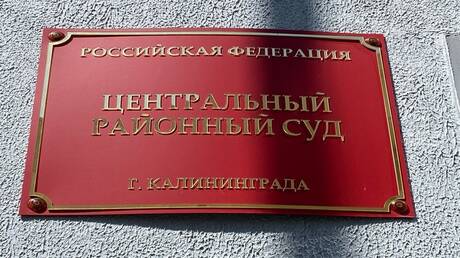 РОССИЙСКАЯ ФЕДЕРАЦИЯ
ЦЕНТРАЛЬНЫЙ
РАЙОННЫЙ СУД
Г. КАЛИНИНГРАДА